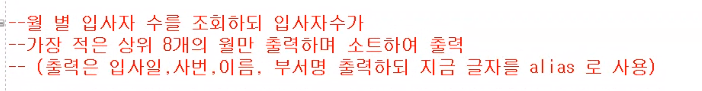 --월 별 입사자 수를 조회하되 입사자수가
--가장 적은 상위 8개의 월만 출력하며 소트하여 출력
-- (출력은 입사일,사번,이름, 부서명 출력하되 지금 글자를 alias 로 사용)